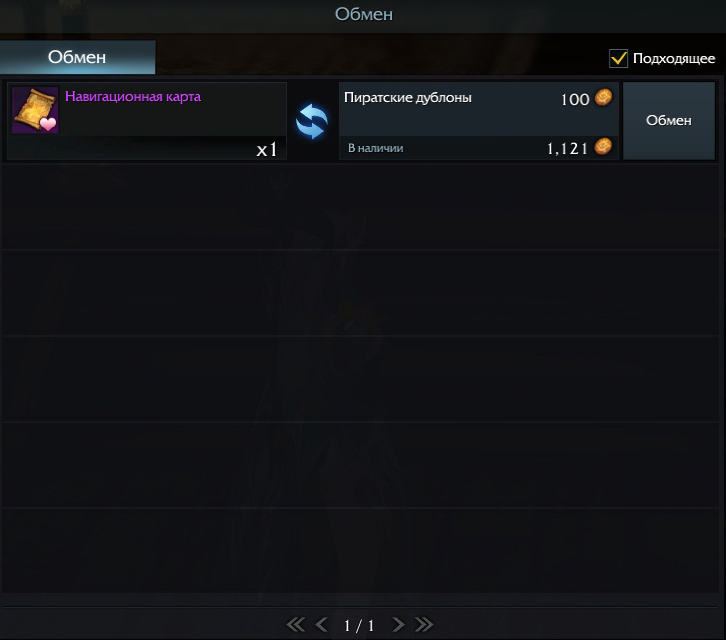 Обмен
Обмен
Подходящее
Навигационная карта
x1
Пиратские дублоны 100
В наличии 1,121
Обмен
1 / 1